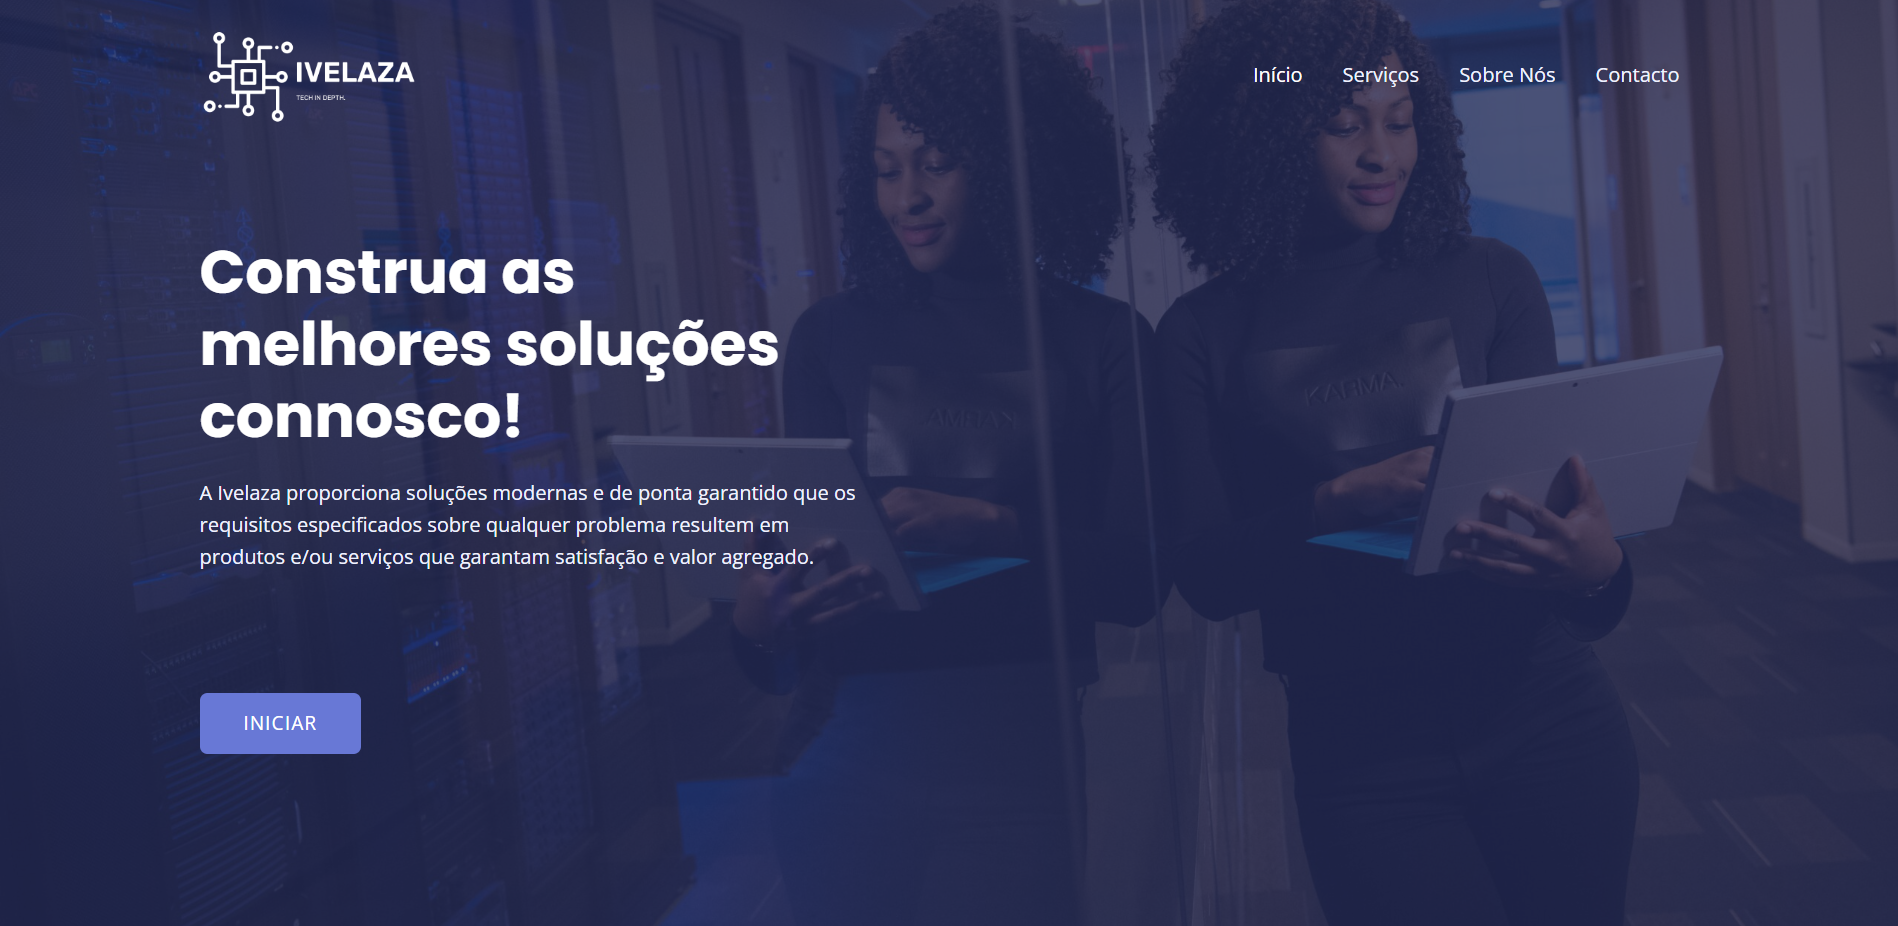 IVELAZA
TECH IN DEPTH.
Início Serviços Sobre Nós Contacto
Construa as
melhores soluções
connosco!
A Ivelaza proporciona soluções modernas e de ponta garantido que os
requisitos especificados sobre qualquer problema resultem em
produtos e/ou serviços que garantam satisfação e valor agregado.
KARMA.
INICIAR